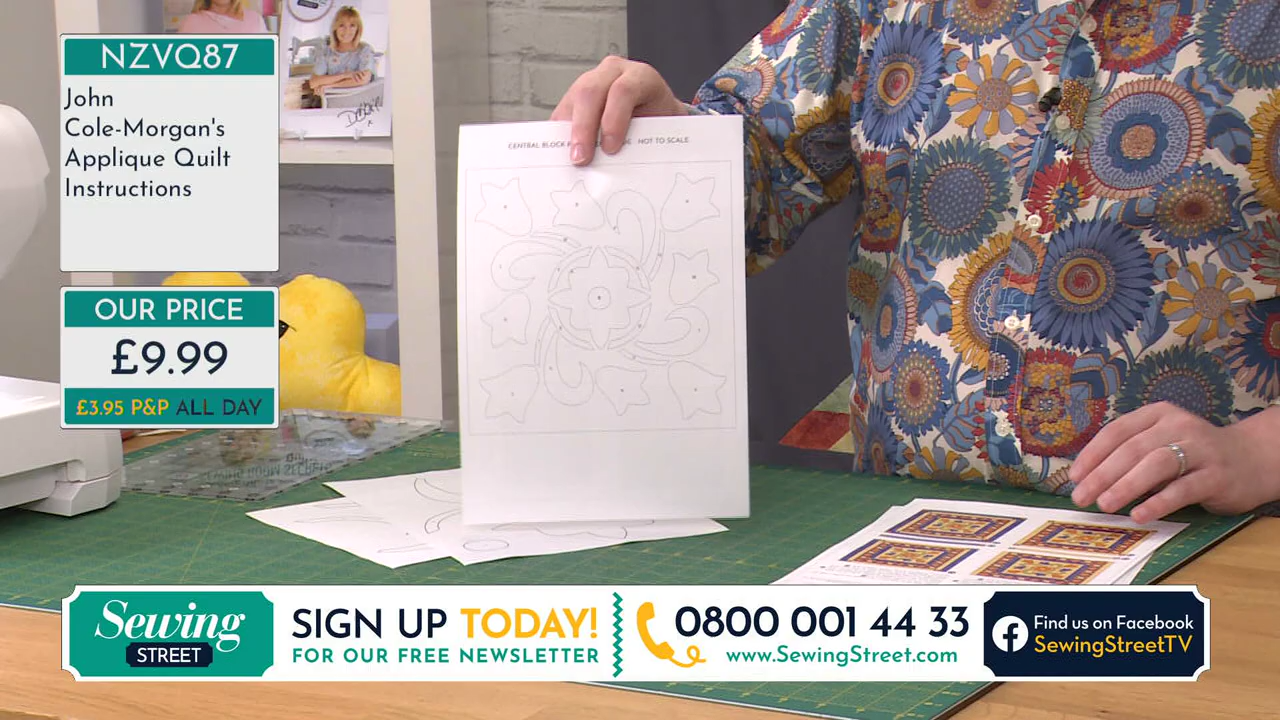 NZVQ87
John
Cole-Morgan's
Applique Quilt
Instructions
OUR PRICE
£9.99
£3.95 P&P ALL DAY
CENTRAL BLOCK
NOT TO SCALE
Sewing
STREET
SIGN UP TODAY!
FOR OUR FREE NEWSLETTER
0800 001 44 33
www.SewingStreet.com
Find us on Facebook
SewingStreetTV